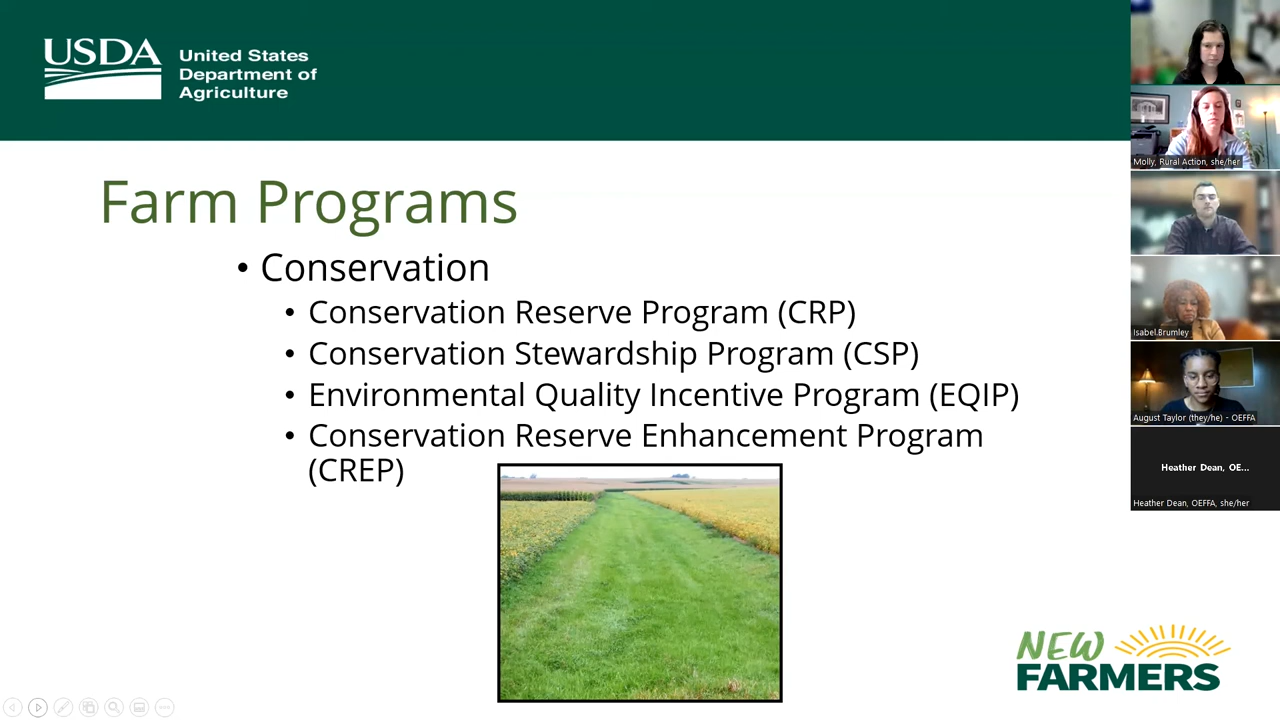 USDA
United States
Department of
Agriculture
Farm Programs
• Conservation
• Conservation Reserve Program (CRP)
• Conservation Stewardship Program (CSP)
• Environmental Quality Incentive Program (EQIP)
• Conservation Reserve Enhancement Program
(CREP)
NEW
FARMERS
Molly, Rural Action, she/her
Isabel.Brumley
August Taylor (they/he) - OEFFA
Heather Dean, OE...
Heather Dean, OEFFA, she/her